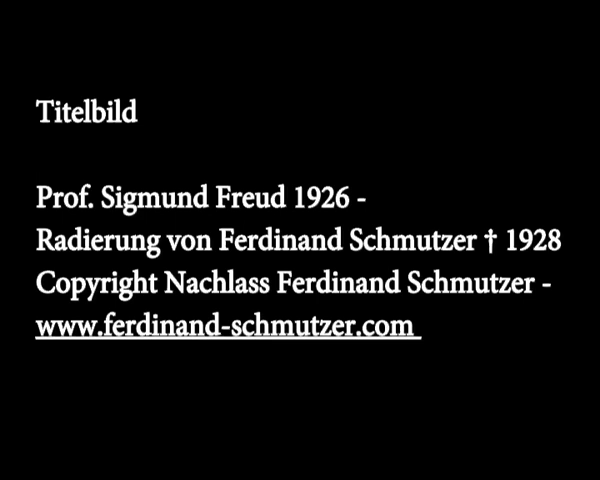 Titelbild
Prof. Sigmund Freud 1926 -
Radierung von Ferdinand Schmutzer † 1928
Copyright Nachlass Ferdinand Schmutzer -
www.ferdinand-schmutzer.com